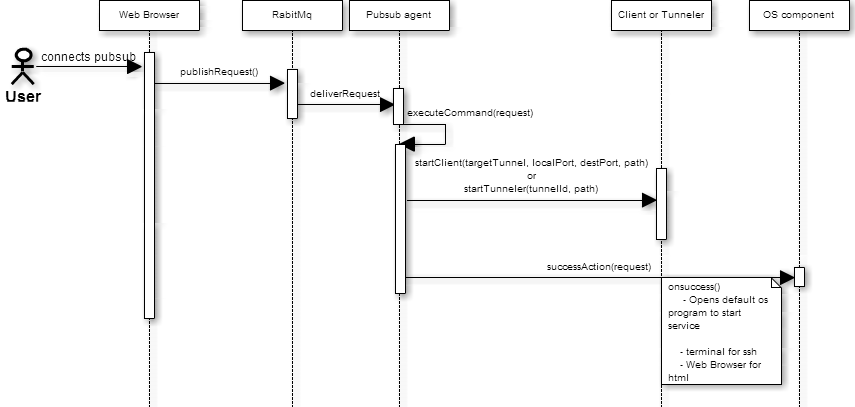 Web Browser
RabitMq
Pubsub agent
Client or Tunneler
OS component
connects pubsub
User
publishRequest()
deliverRequest
executeCommand(request)
startClient(targetTunnel, localPort, destPort, path)
or
startTunneler(tunnelId, path)
successAction(request)
onsuccess()
- Opens default os
program to start
service
- terminal for ssh
- Web Browser for
html